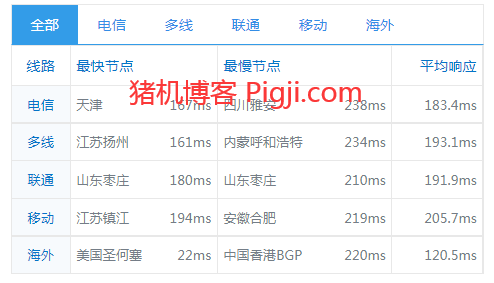 全部 电信 多线 联通 移动 海外
线路 最快节点 最慢节点 平均响应
猪机博客 Pigji.com
电信 天津 167ms 四川雅安 238ms 183.4ms
多线 江苏扬州 161ms 内蒙呼和浩特 234ms 193.1ms
联通 山东枣庄 180ms 山东枣庄 210ms 191.9ms
移动 江苏镇江 194ms 安徽合肥 219ms 205.7ms
海外 美国圣何塞 22ms 中国香港BGP 220ms 120.5ms